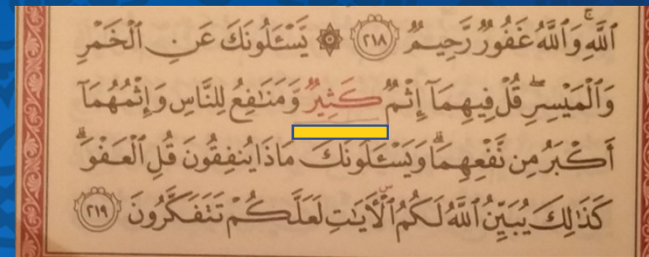 ٱللَّهِ ۚ وَٱللَّهُ غَفُورٌ رَّحِيمٌ ٢١٨ ۞ يَسْـَٔلُونَكَ عَنِ ٱلْخَمْرِ
وَٱلْمَيْسِرِ ۖ قُلْ فِيهِمَآ إِثْمٌ كَثِيرٌ وَمَنَـٰفِعُ لِلنَّاسِ وَإِثْمُهُمَآ
أَكْبَرُ مِن نَّفْعِهِمَا ۗ وَيَسْـَٔلُونَكَ مَاذَا يُنفِقُونَ قُلِ ٱلْعَفْوَ ۗ
كَذَٰلِكَ يُبَيِّنُ ٱللَّهُ لَكُمُ ٱلْـَٔايَـٰتِ لَعَلَّكُمْ تَتَفَكَّرُونَ ٢١٩